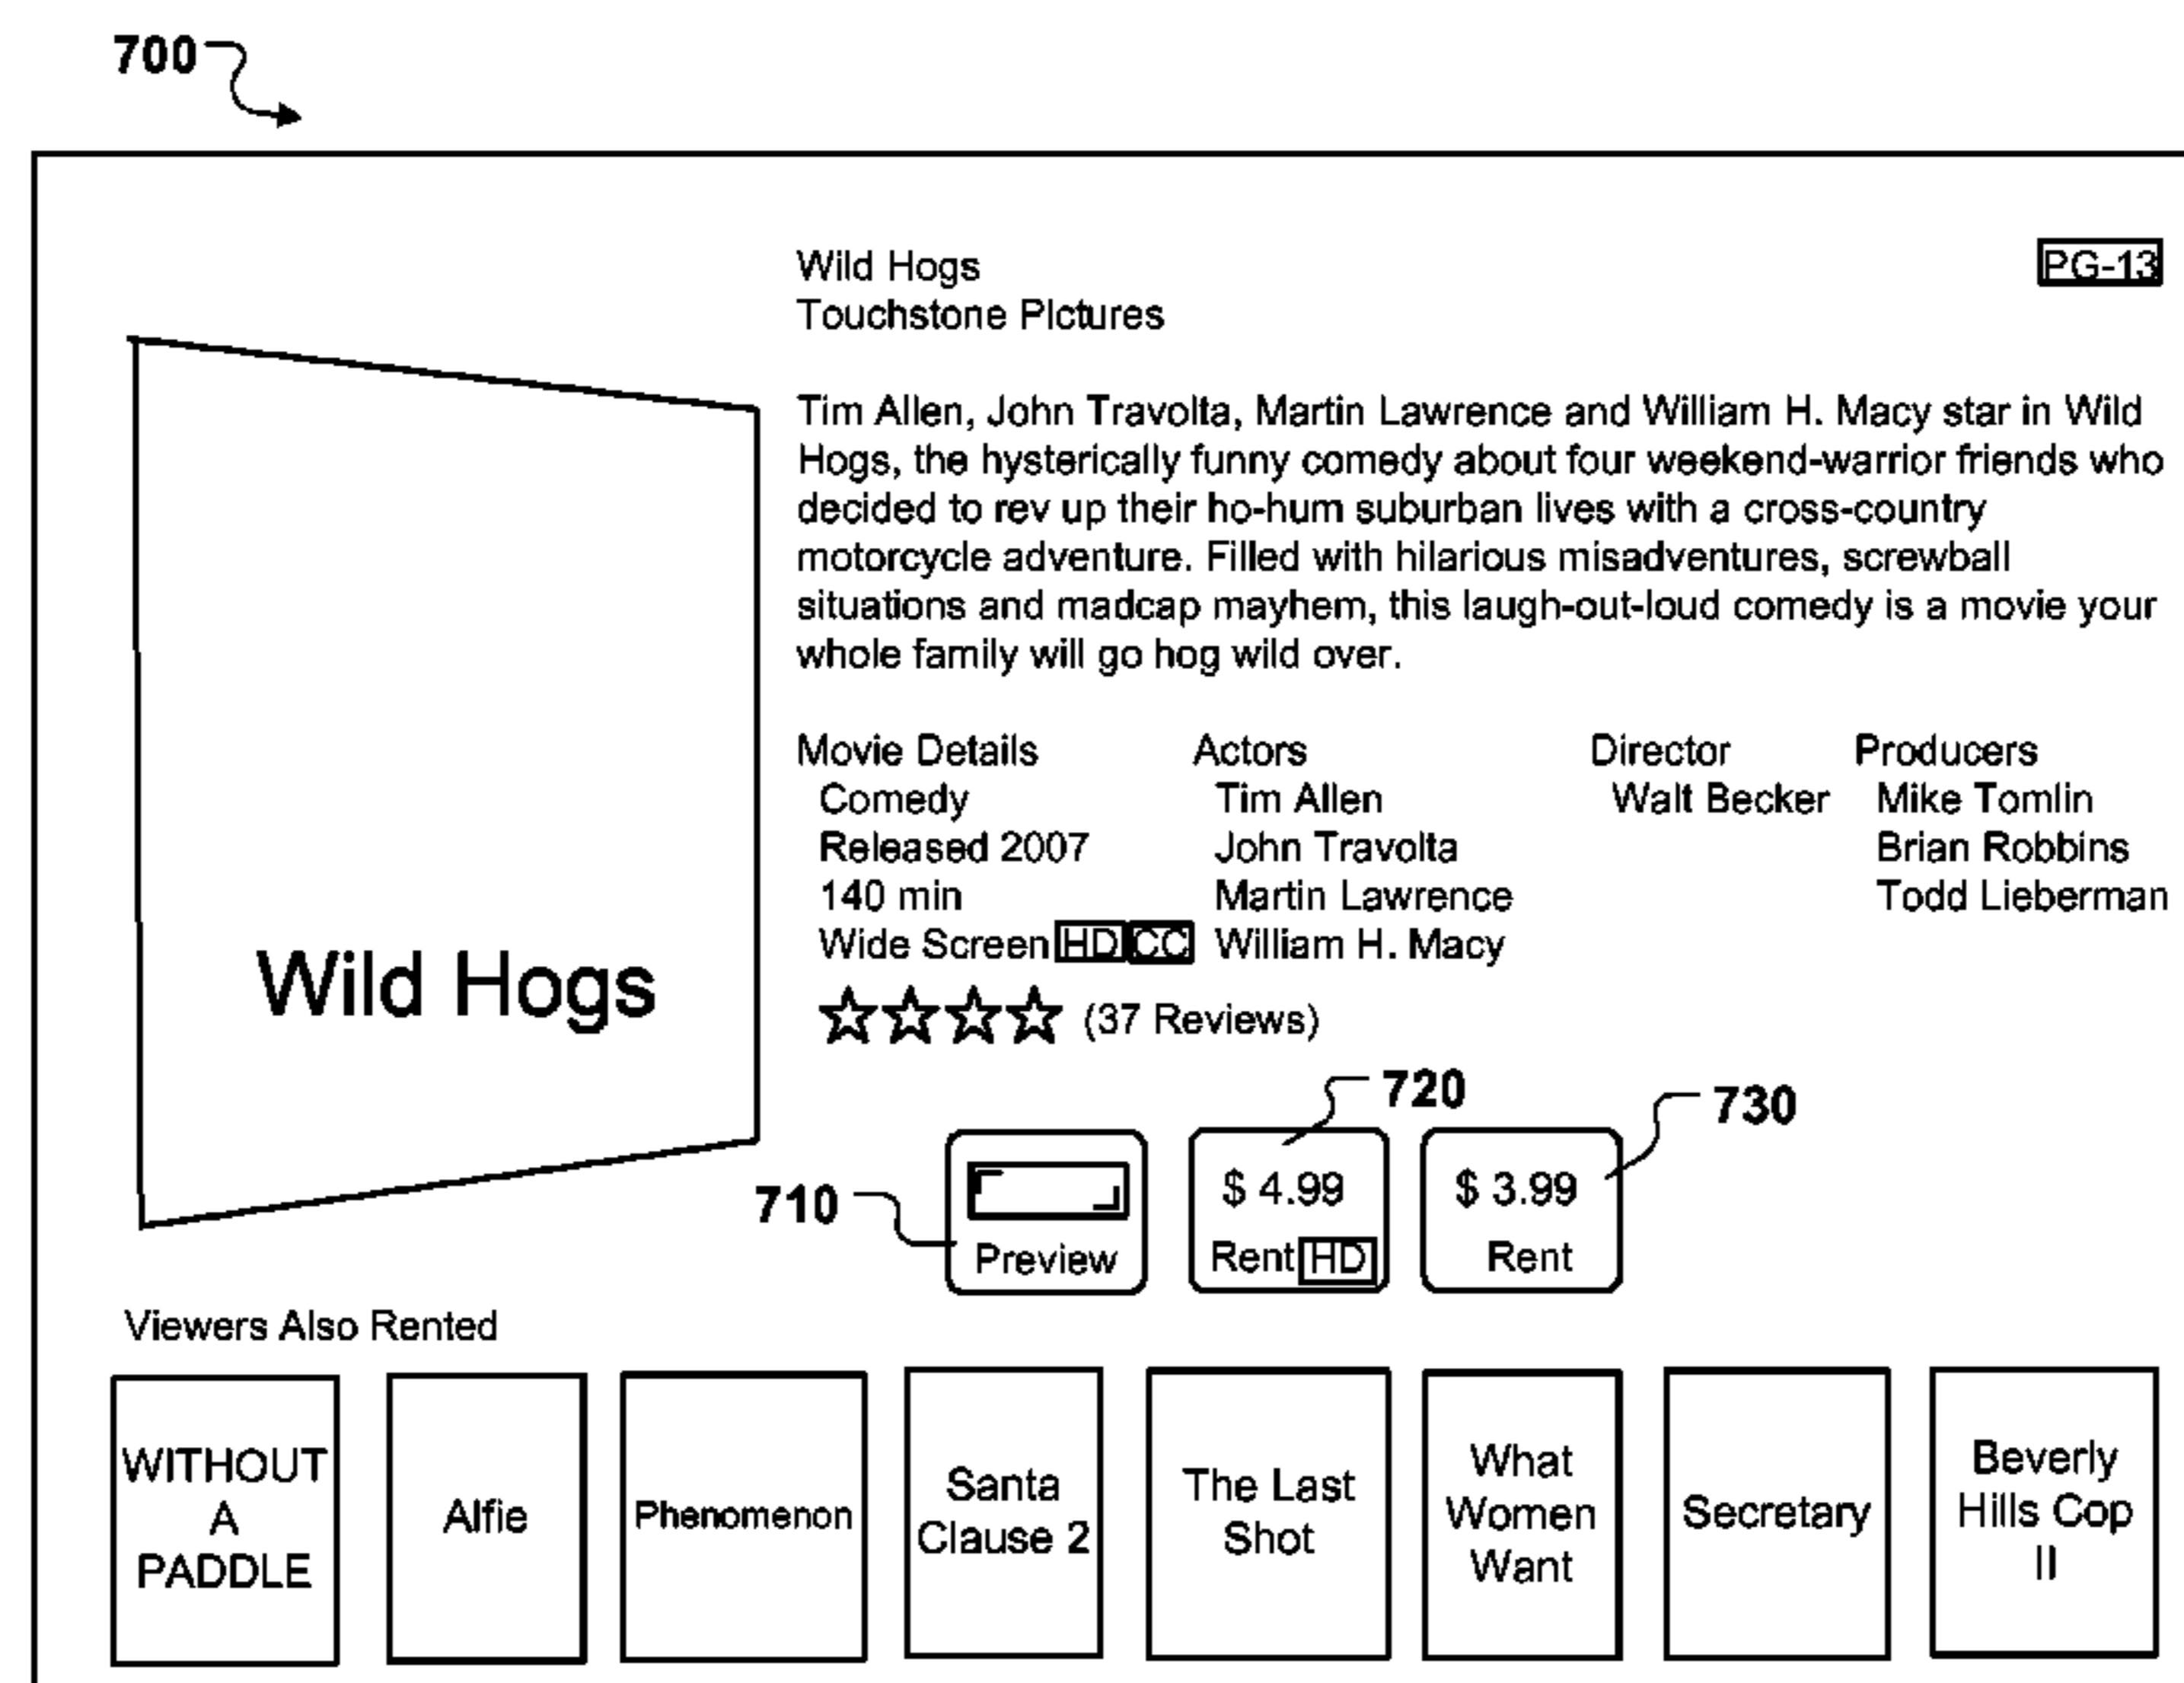 700
Wild Hogs
PG-13
Touchstone PIctures
Tim Allen, John Travolta, Martin Lawrence and William H. Macy star in Wild
Hogs, the hysterically funny comedy about four weekend-warrior friends who
decided to rev up their ho-hum suburban lives with a cross-country
motorcycle adventure. Filled with hilarious misadventures, screwball
situations and madcap mayhem, this laugh-out-loud comedy is a movie your
whole family will go hog wild over.
Movie Details
Comedy
Released 2007
140 min
Wide Screen HD CC
Actors
Tim Allen
John Travolta
Martin Lawrence
William H. Macy
Director
Walt Becker
Producers
Mike Tomlin
Brian Robbins
Todd Lieberman
Wild Hogs
(37 Reviews)
710
Preview
720
$ 4.99
Rent HD
730
$ 3.99
Rent
Viewers Also Rented
WITHOUT
A
PADDLE
Alfie
Phenomenon
Santa
Clause 2
The Last
Shot
What
Women
Want
Secretary
Beverly
Hills Cop
II